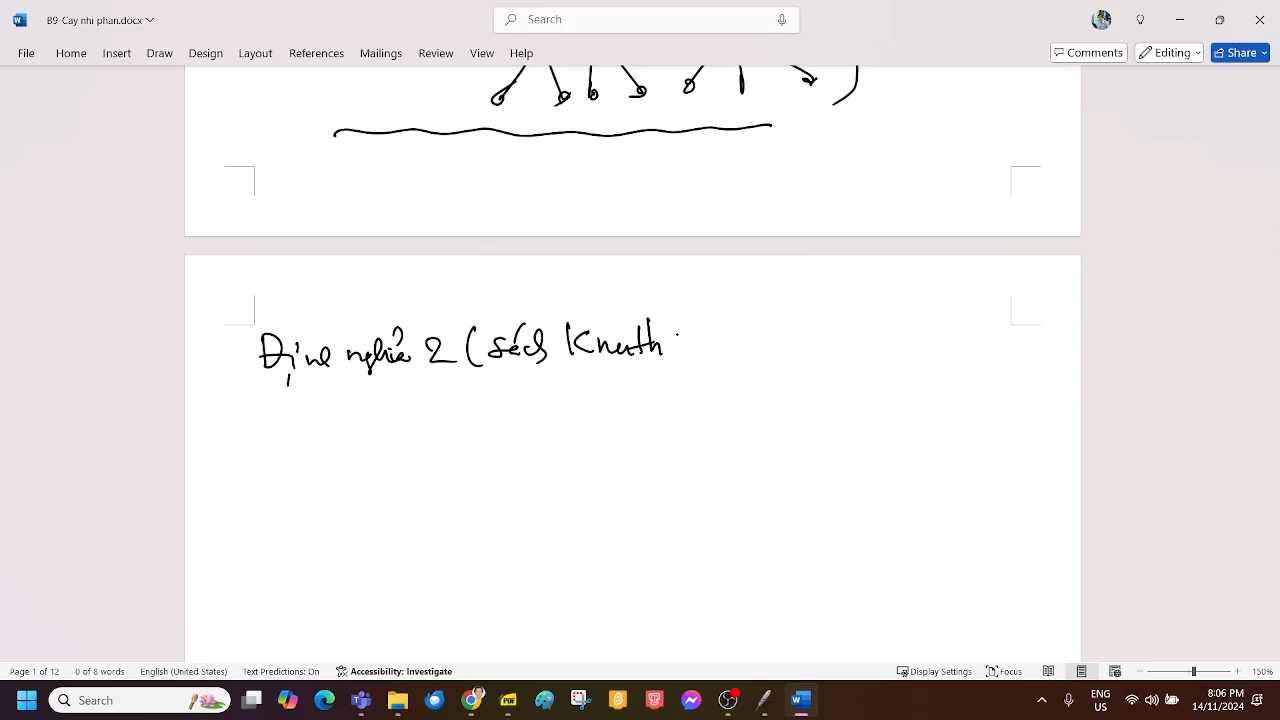 B9-Cay nhi phan.docx
Search
File Home Insert Draw Design Layout References Mailings Review View Help
Comments Editing Share
Định nghĩa 2 (sách Knuth
Page 1 of 12 0 of 8 words English (United States) Text Predictions: On Accessibility: Investigate Display Settings Focus 150%
Search PDF ENG US 8:06 PM 14/11/2024